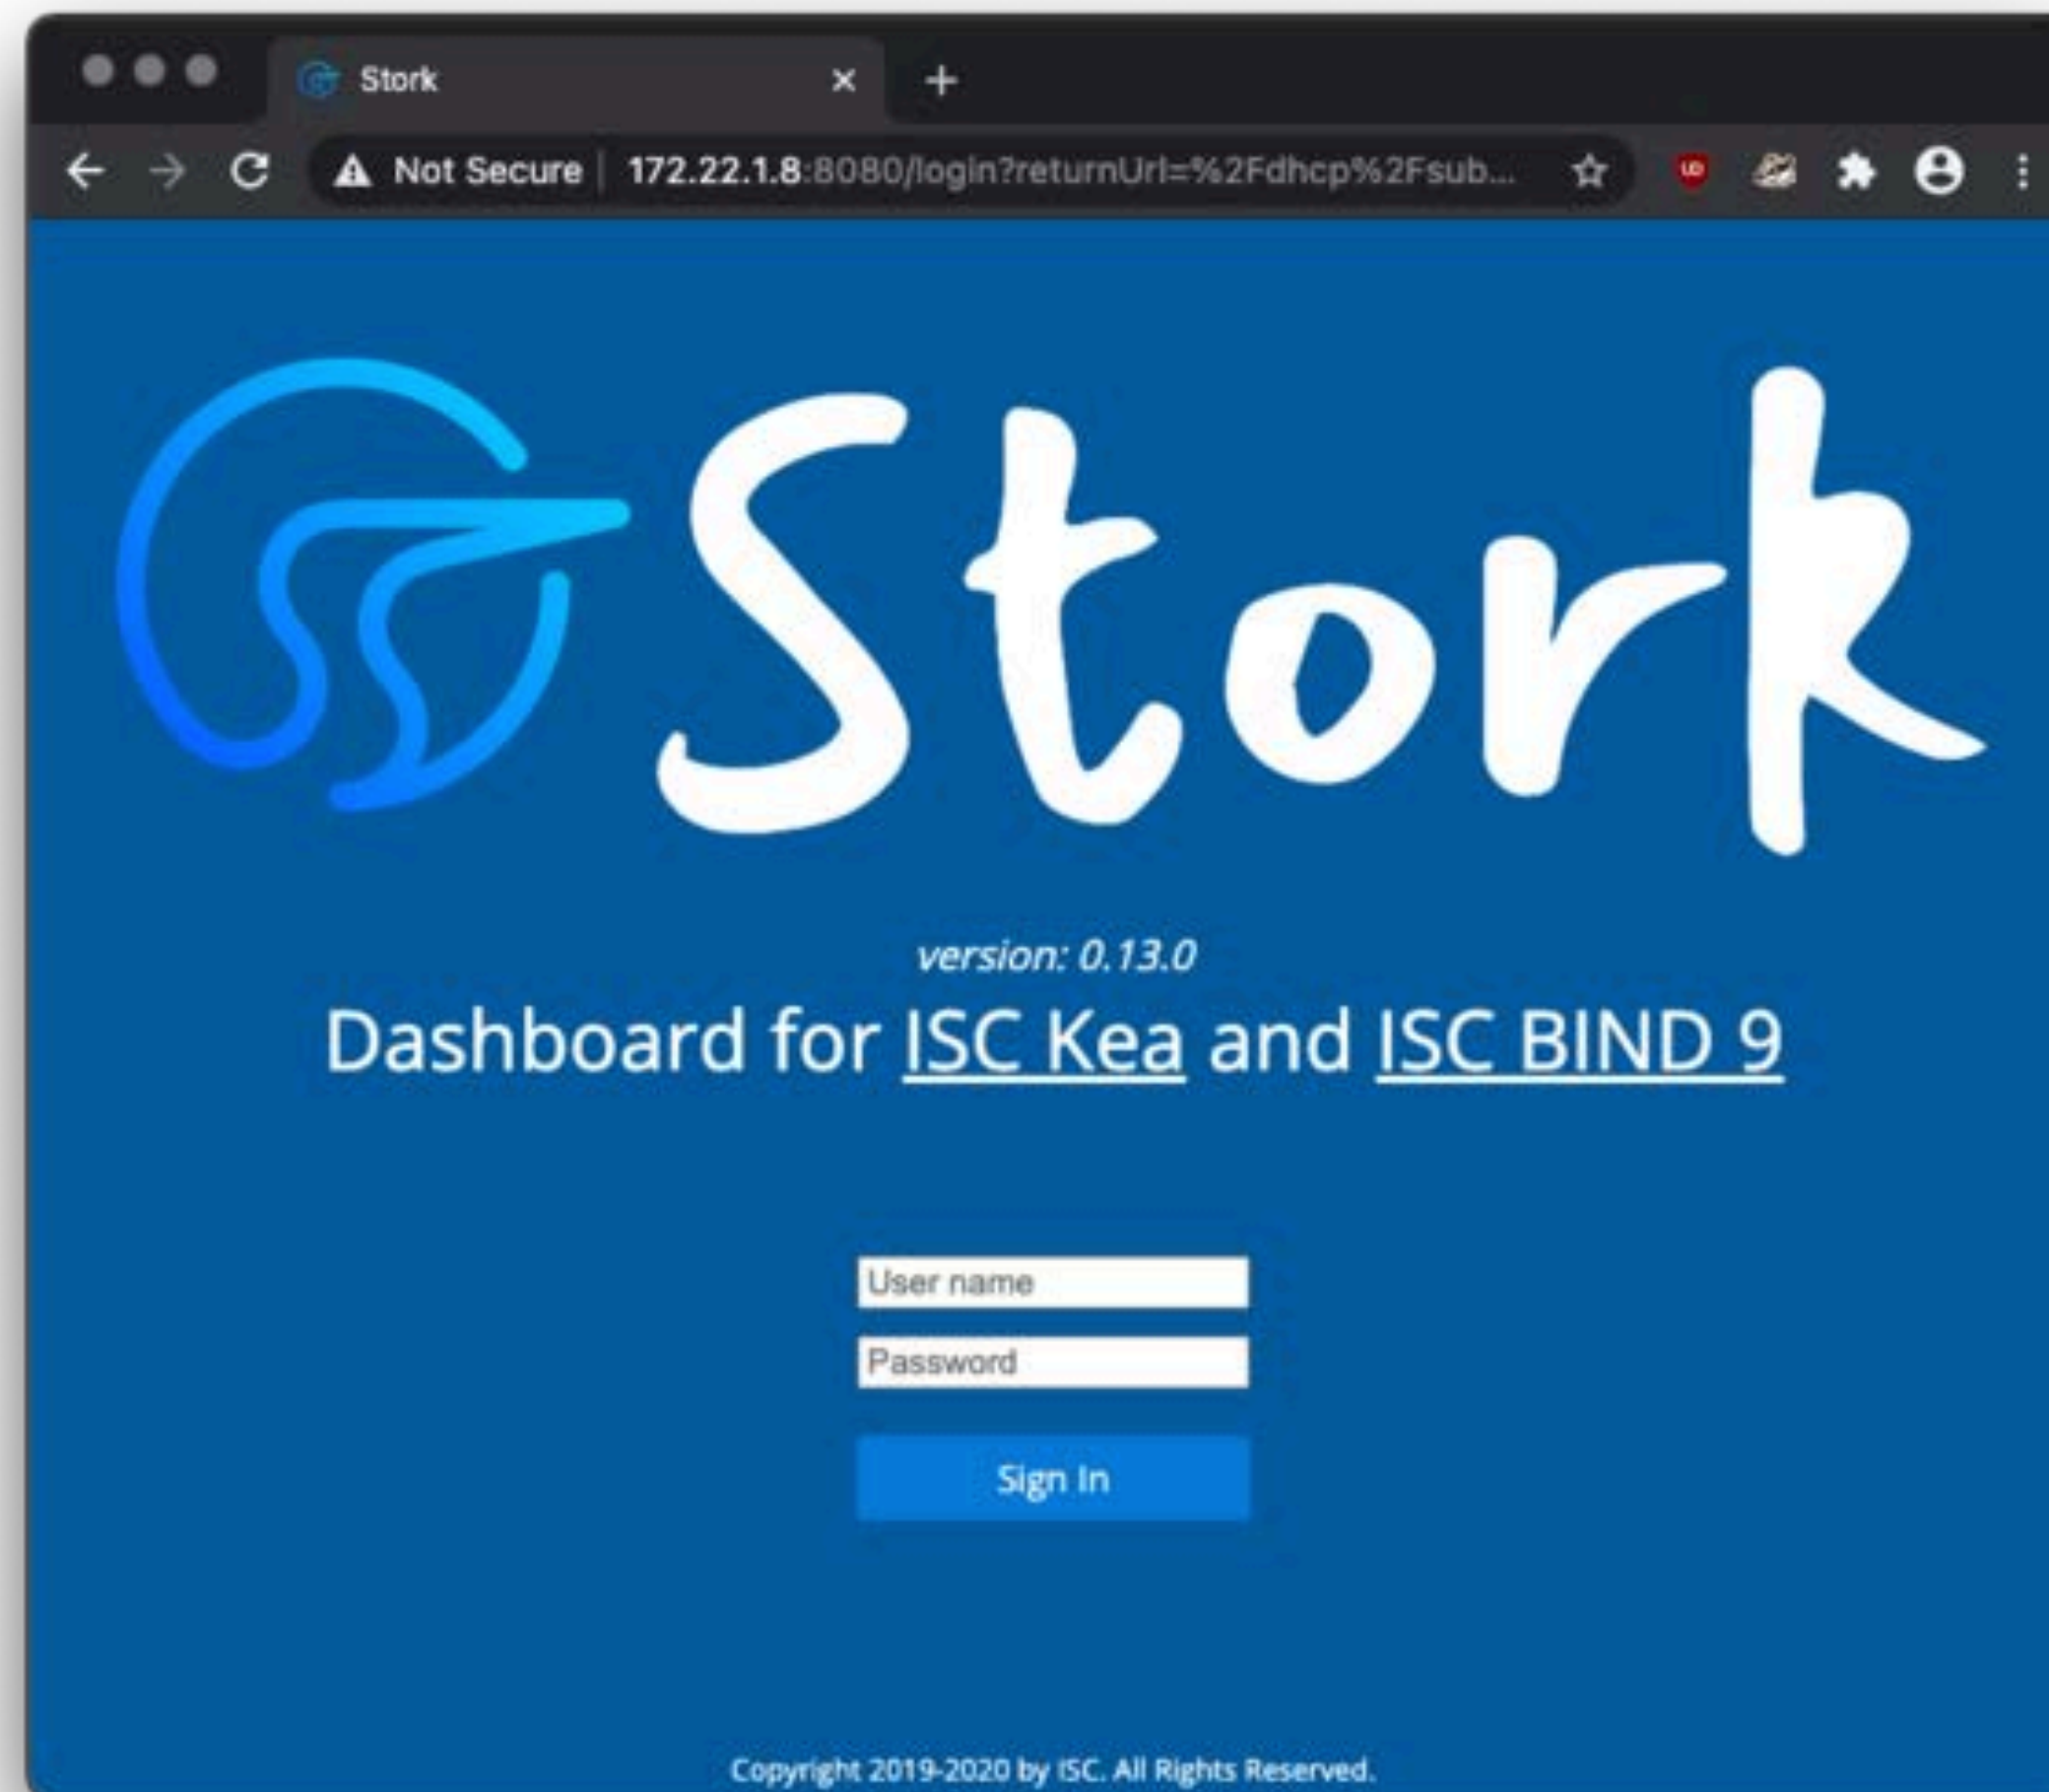 Stork
Not Secure 172.22.1.8:8080/login?returnUrl=%2Fdhcp%2Fsub...
Stork
version: 0.13.0
Dashboard for ISC Kea and ISC BIND 9
User name
Password
Sign In
Copyright 2019-2020 by ISC. All Rights Reserved.